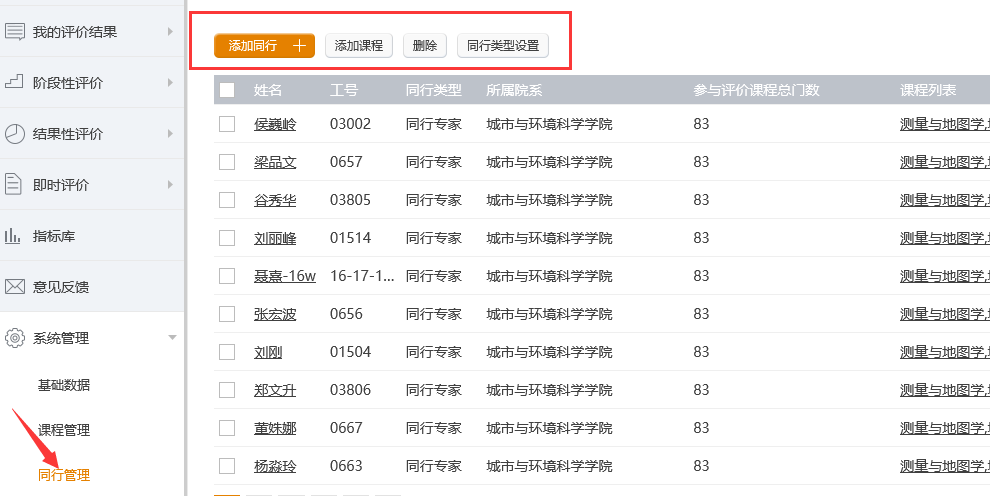 我的评价结果
阶段性评价
结果性评价
即时评价
指标库
意见反馈
系统管理
基础数据
课程管理
同行管理
添加同行 添加课程 删除 同行类型设置
姓名 工号 同行类型 所属院系 参与评价课程总门数 课程列表
侯巍岭 03002 同行专家 城市与环境科学学院 83 测量与地图学,
梁品文 0657 同行专家 城市与环境科学学院 83 测量与地图学,
谷秀华 03805 同行专家 城市与环境科学学院 83 测量与地图学,
刘丽峰 01514 同行专家 城市与环境科学学院 83 测量与地图学,
聂熹-16w 16-17-1... 同行专家 城市与环境科学学院 83 测量与地图学,
张宏波 0656 同行专家 城市与环境科学学院 83 测量与地图学,
刘刚 01504 同行专家 城市与环境科学学院 83 测量与地图学,
郑文升 03806 同行专家 城市与环境科学学院 83 测量与地图学,
董姝娜 0667 同行专家 城市与环境科学学院 83 测量与地图学,
杨淼玲 0663 同行专家 城市与环境科学学院 83 测量与地图学,